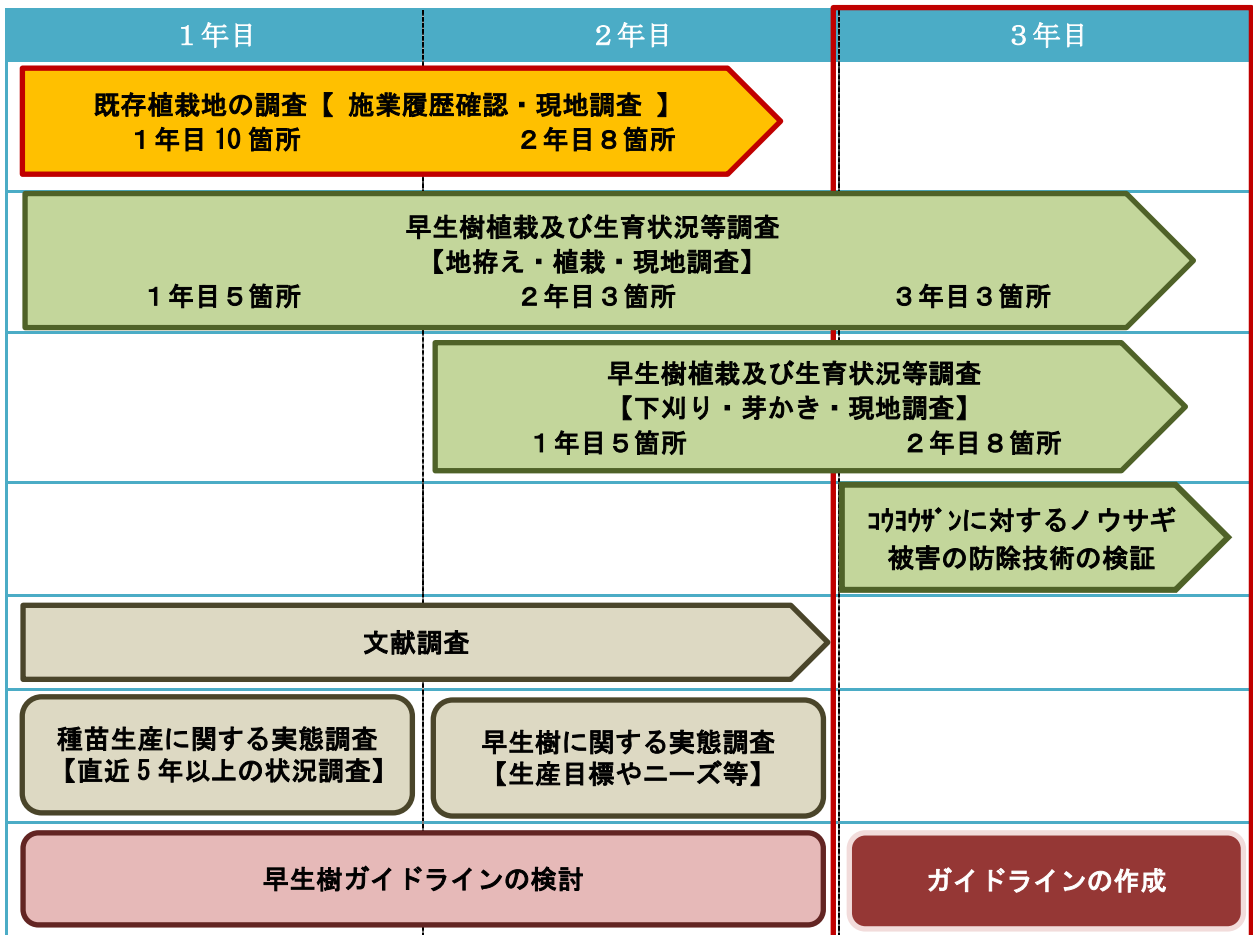 １年目
２年目
３年目
既存植栽地の調査【 施業履歴確認・現地調査 】
１年目 10 箇所
２年目８箇所
早生樹植栽及び生育状況等調査
【地拵え・植栽・現地調査】
１年目５箇所
２年目３箇所
３年目３箇所
早生樹植栽及び生育状況等調査
【下刈り・芽かき・現地調査】
１年目５箇所
２年目８箇所
ｺｳﾖｳｻﾞﾝに対するノウサギ
被害の防除技術の検証
文献調査
種苗生産に関する実態調査
【直近 5 年以上の状況調査】
早生樹に関する実態調査
【生産目標やニーズ等】
早生樹ガイドラインの検討
ガイドラインの作成